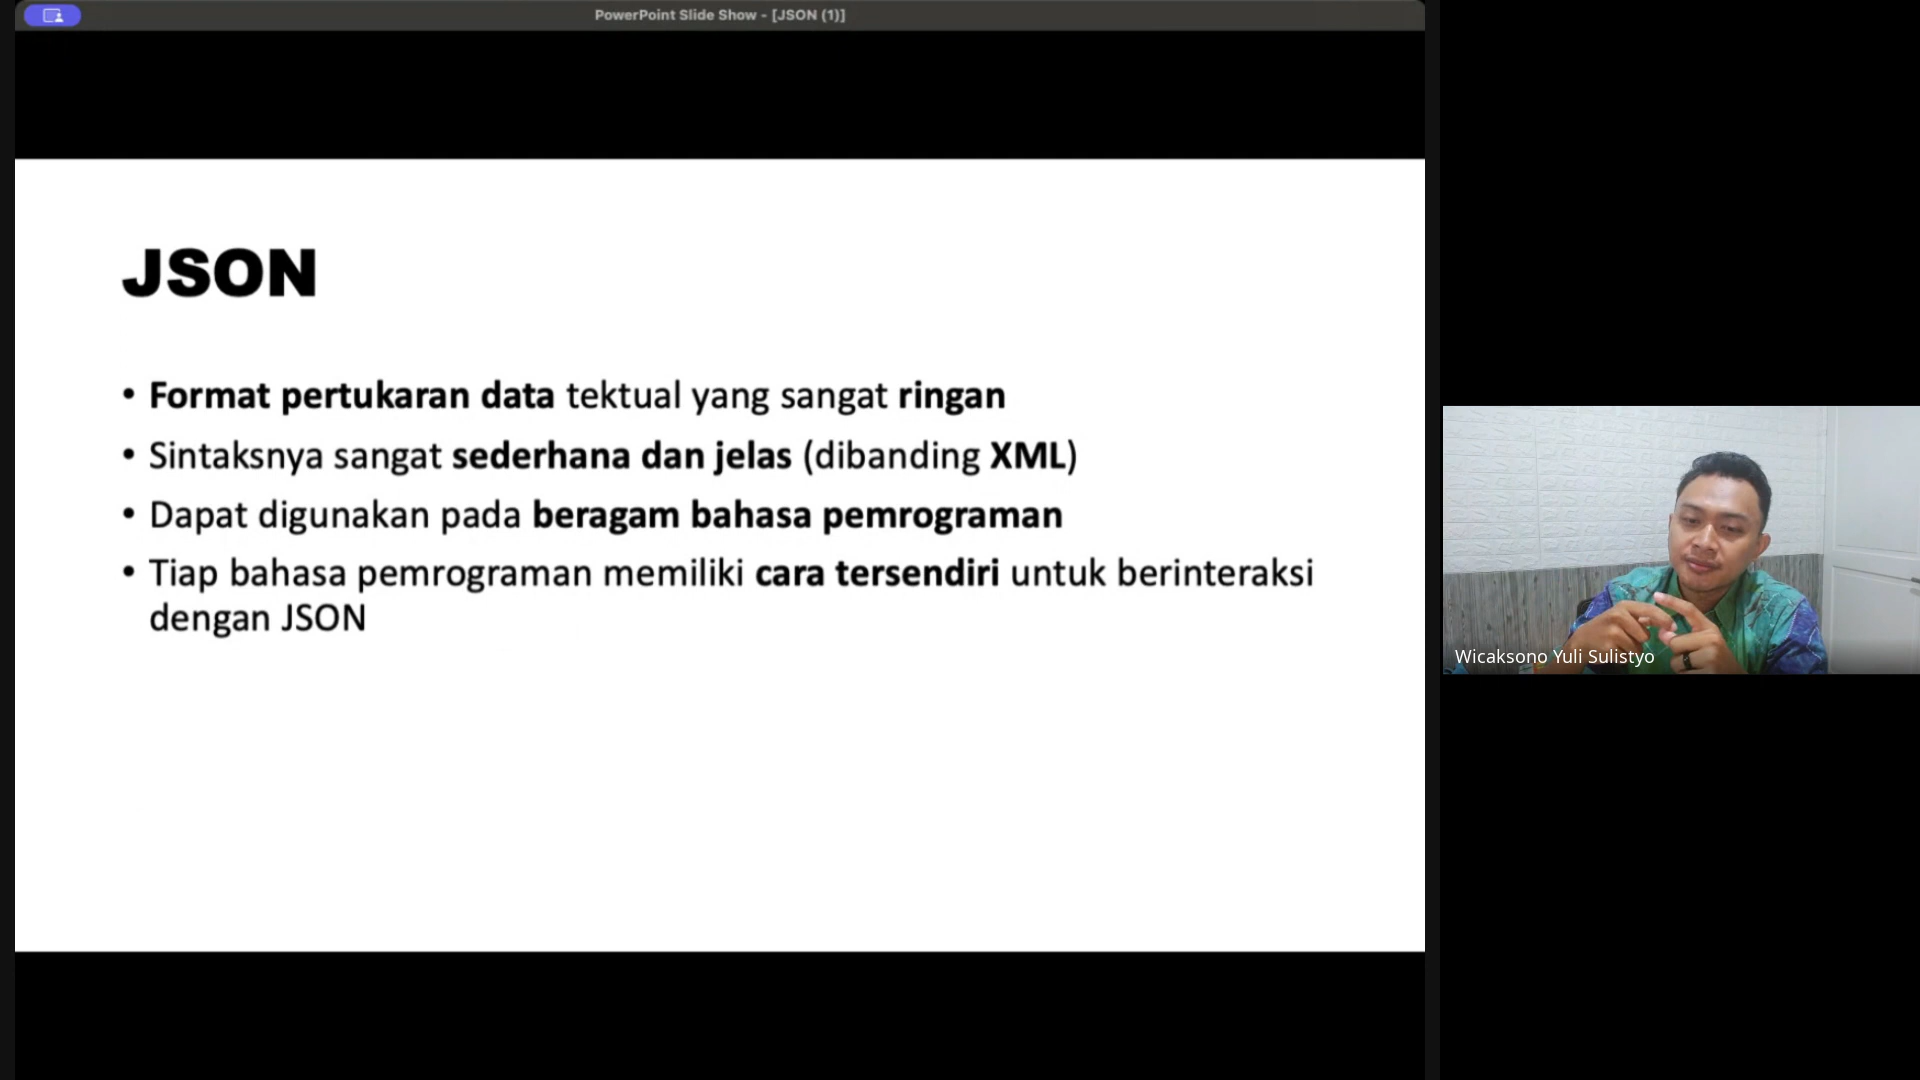 PowerPoint Slide Show - [JSON (1)]
JSON
• Format pertukaran data tektual yang sangat ringan
• Sintaksnya sangat sederhana dan jelas (dibanding XML)
• Dapat digunakan pada beragam bahasa pemrograman
• Tiap bahasa pemrograman memiliki cara tersendiri untuk berinteraksi
dengan JSON
Wicaksono Yuli Sulistyo